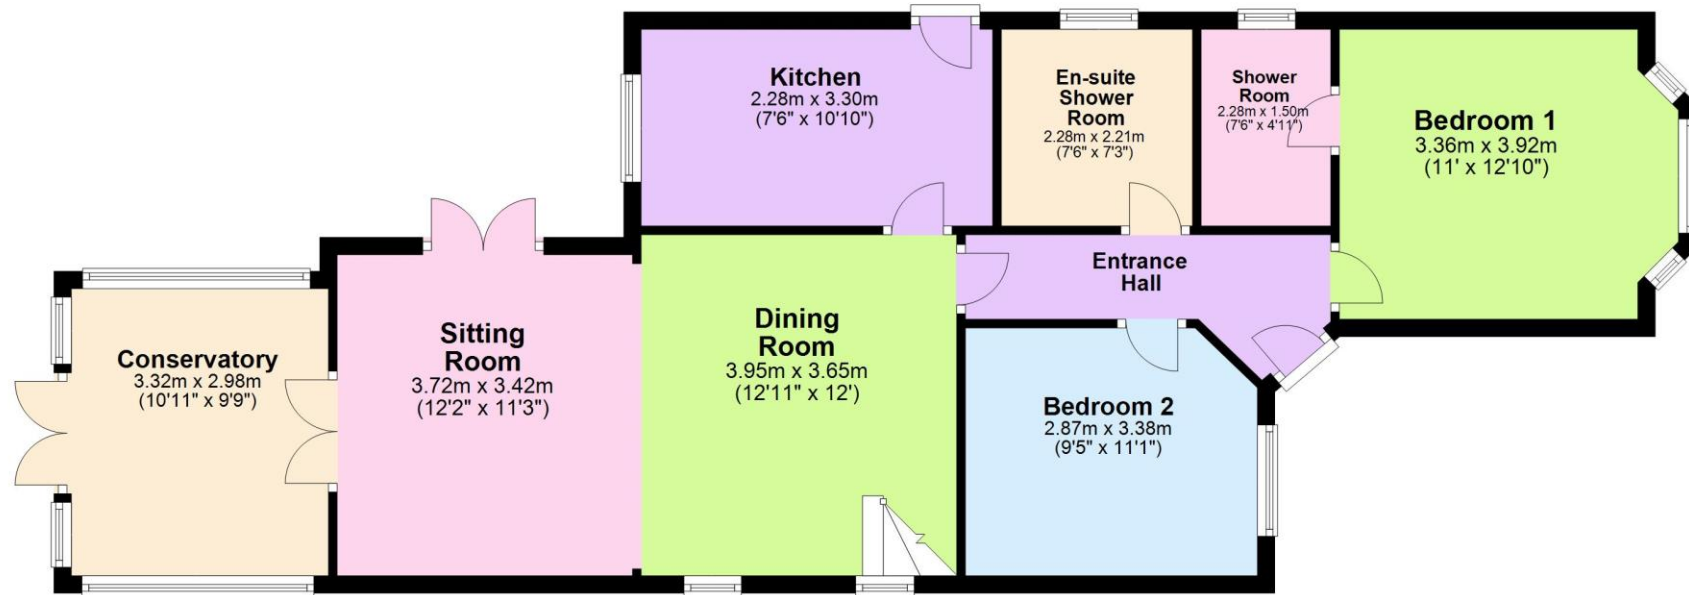 Kitchen
2.28m x 3.30m
(7'6" x 10'10")
En-suite
Shower
Room
2.28m x 2.21m
(7'6" x 7'3")
Shower
Room
2.28m x 1.50m
(7'6" x 4'11")
Bedroom 1
3.36m x 3.92m
(11' x 12'10")
Entrance
Hall
Conservatory
3.32m x 2.98m
(10'11" x 9'9")
Sitting
Room
3.72m x 3.42m
(12'2" x 11'3")
Dining
Room
3.95m x 3.65m
(12'11" x 12')
Bedroom 2
2.87m x 3.38m
(9'5" x 11'1")